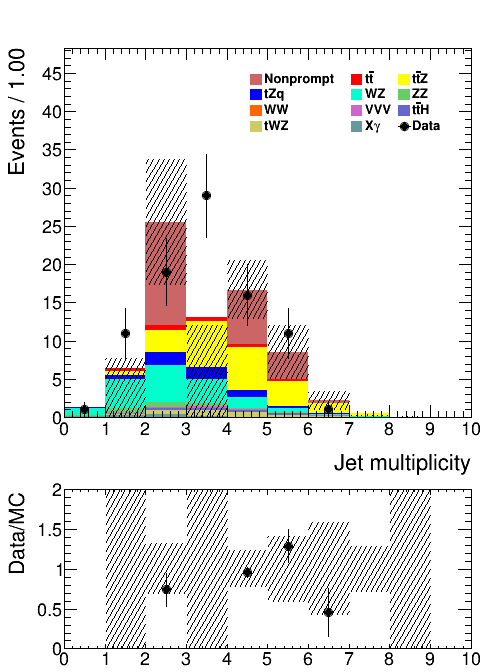 Events / 1.00
45
40
35
30
25
20
15
10
5
0
Nonprompt tt̄ tt̄Z
tZq WZ ZZ
WW VVV tt̄H
tWZ Xγ Data
0 1 2 3 4 5 6 7 8 9 10
Jet multiplicity
Data/MC
2
1.5
1
0.5
0
0 1 2 3 4 5 6 7 8 9 10